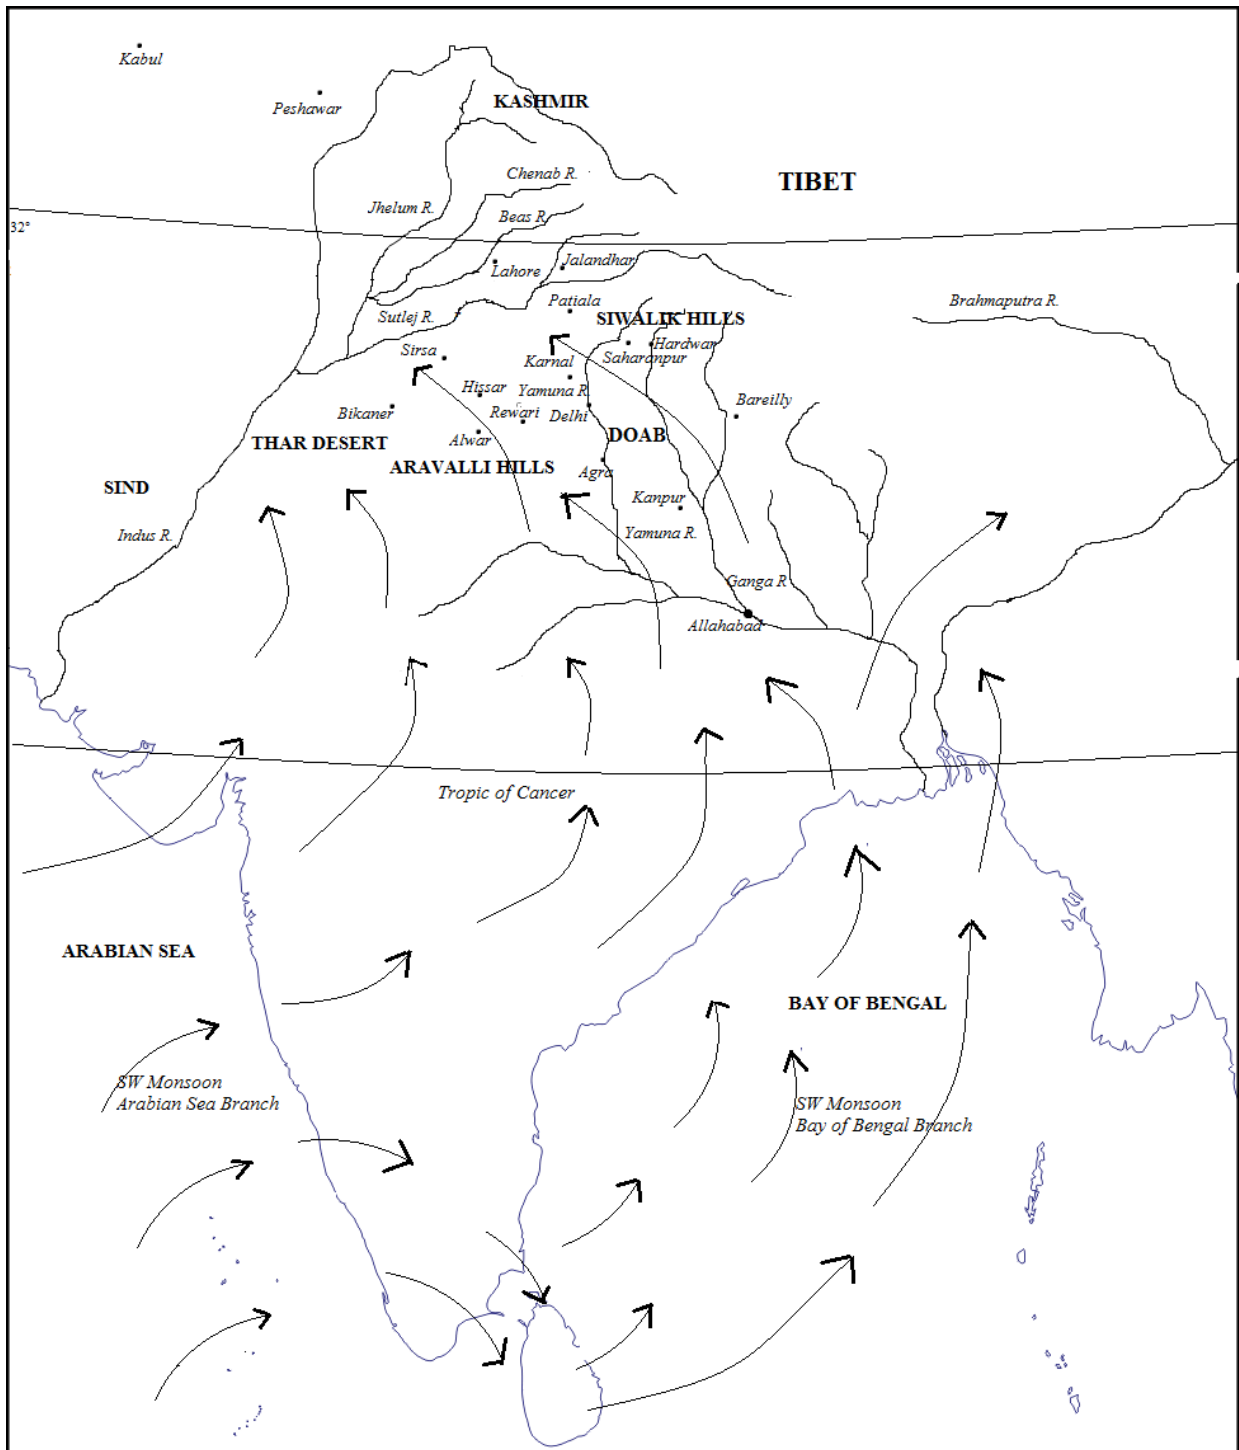 Kabul
Peshawar
KASHMIR
Chenab R.
TIBET
Jhelum R.
Beas R.
32°
Lahore
Jalandhar
Patiala
Brahmaputra R.
Sutlej R.
SIWALIK HILLS
Sirsa
Karnal
Saharanpur
Hardwar
Hissar
Yamuna R.
Bikaner
Rewari
Delhi
Bareilly
THAR DESERT
Alwar
DOAB
ARAVALLI HILLS
Agra
SIND
Kanpur
Indus R.
Yamuna R.
Ganga R
Allahabad
Tropic of Cancer
ARABIAN SEA
BAY OF BENGAL
SW Monsoon
Arabian Sea Branch
SW Monsoon
Bay of Bengal Branch